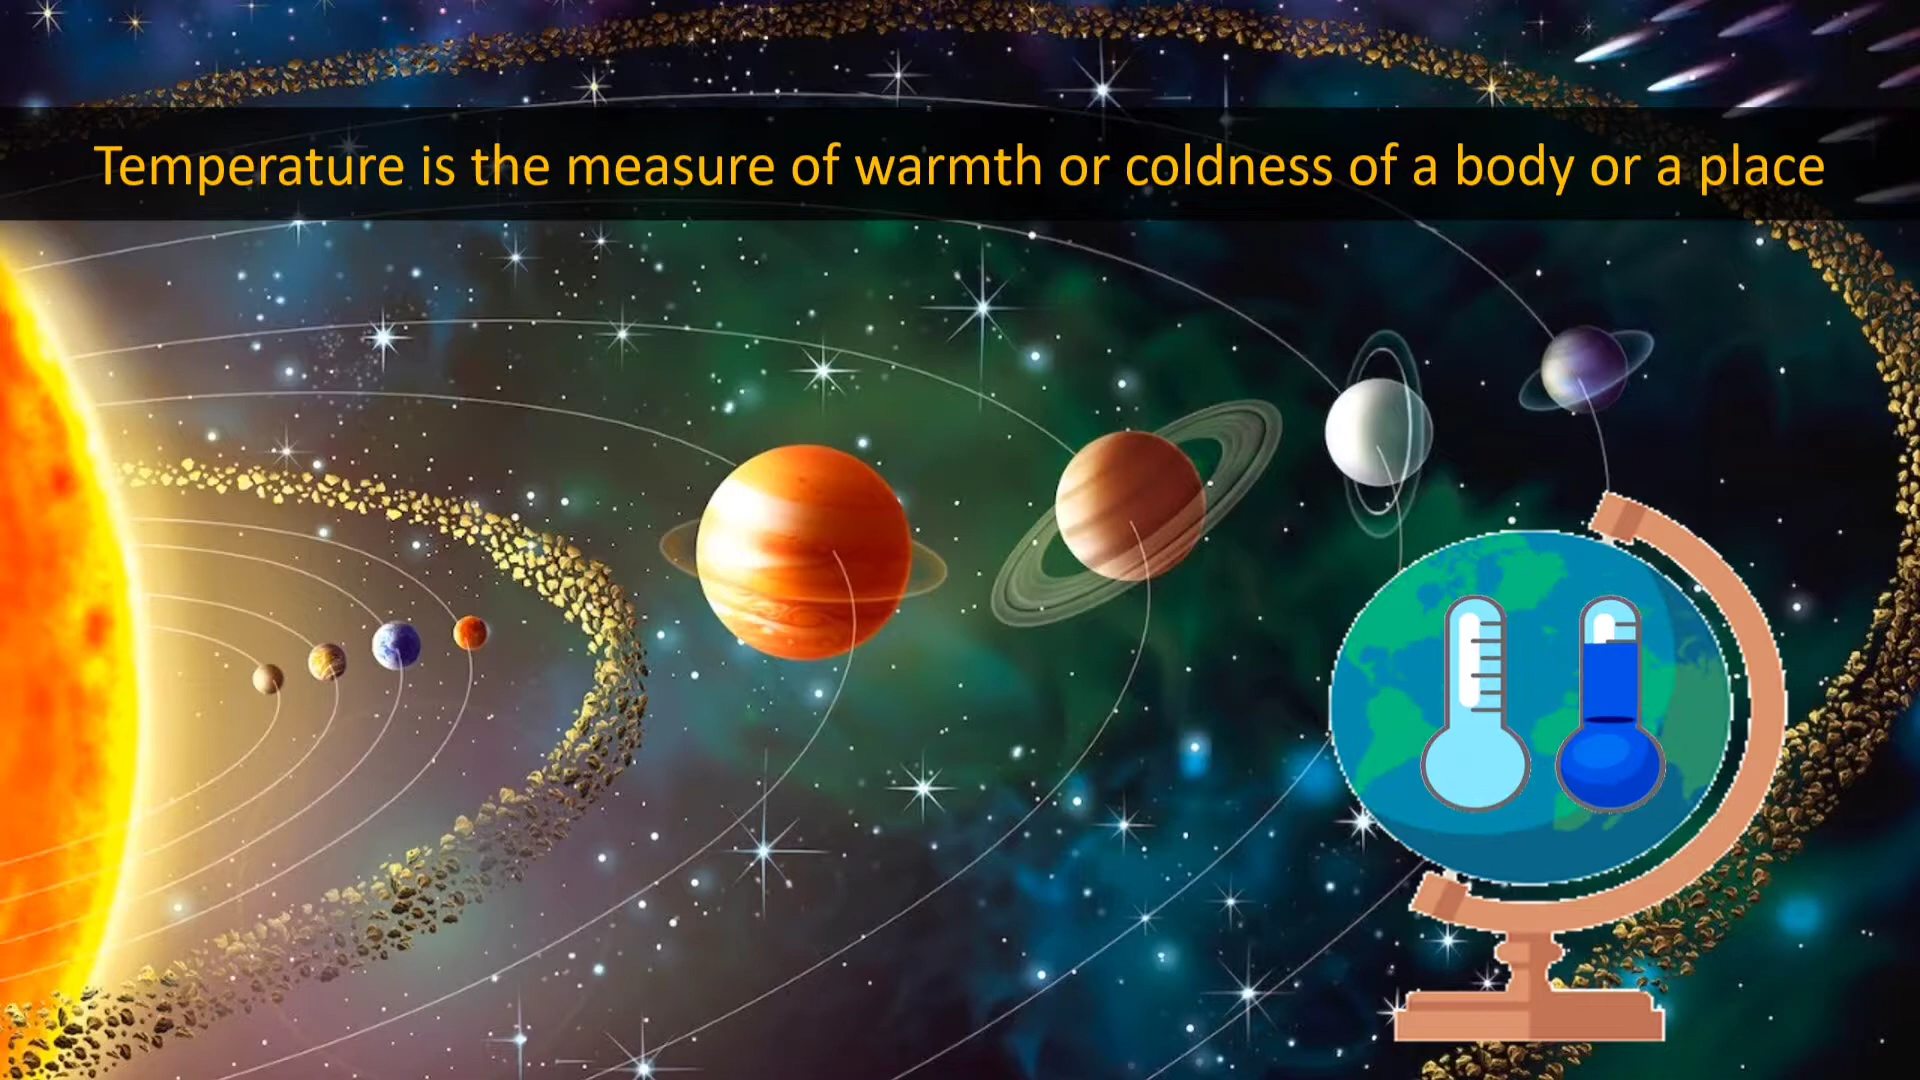 Temperature is the measure of warmth or coldness of a body or a place